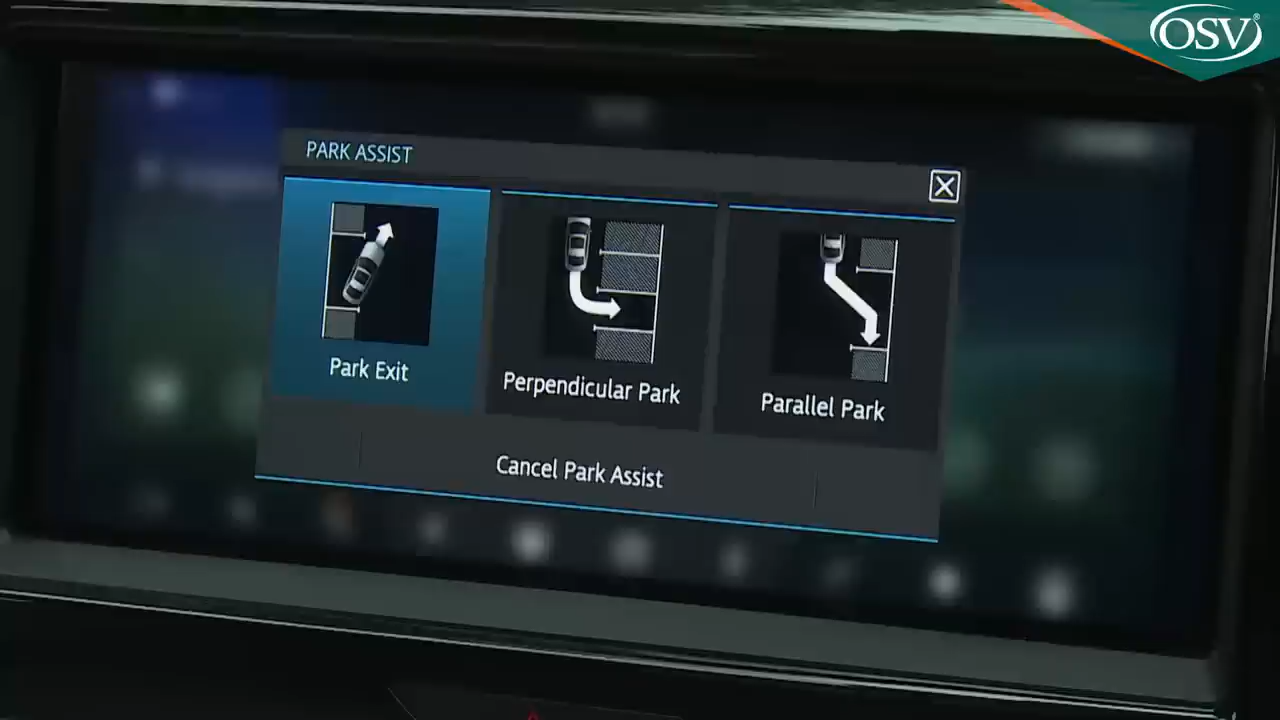 OSV®
PARK ASSIST
Park Exit
Perpendicular Park
Parallel Park
Cancel Park Assist